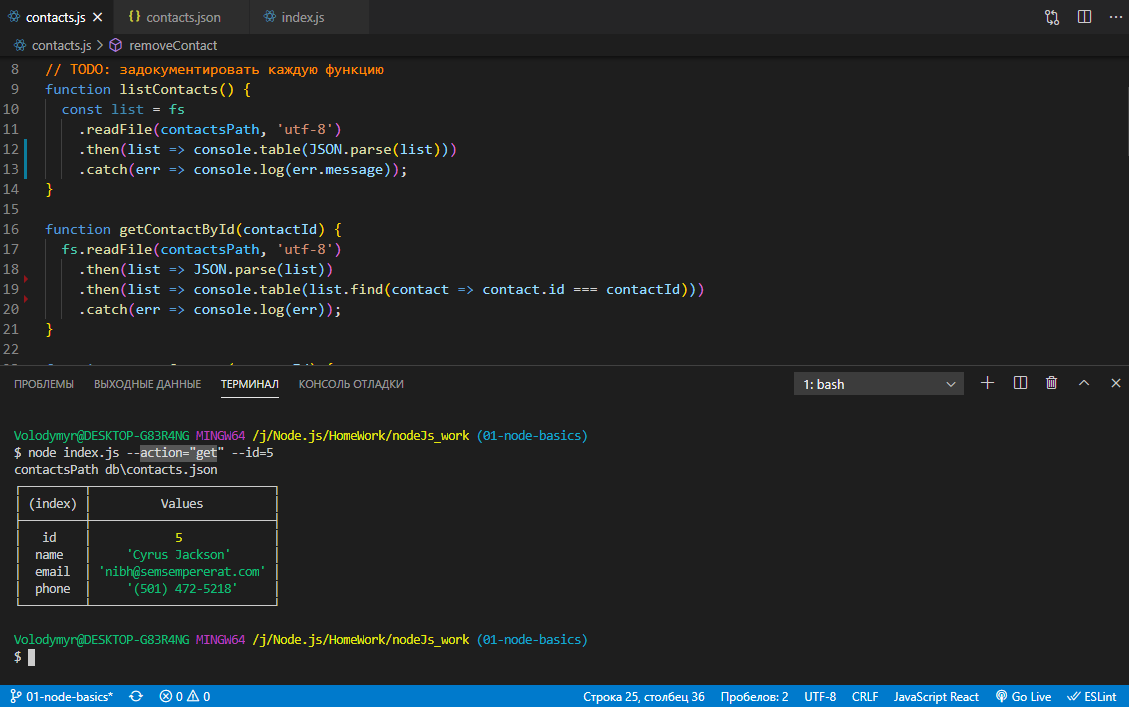 contacts.js contacts.json index.js
contacts.js removeContact
8 // TODO: задокументировать каждую функцию
9 function listContacts() {
10 const list = fs
11 .readFile(contactsPath, 'utf-8')
12 .then(list => console.table(JSON.parse(list)))
13 .catch(err => console.log(err.message));
14 }
15
16 function getContactById(contactId) {
17 fs.readFile(contactsPath, 'utf-8')
18 .then(list => JSON.parse(list))
19 .then(list => console.table(list.find(contact => contact.id === contactId)))
20 .catch(err => console.log(err));
21 }
22
ПРОБЛЕМЫ ВЫХОДНЫЕ ДАННЫЕ ТЕРМИНАЛ КОНСОЛЬ ОТЛАДКИ 1: bash
Volodymyr@DESKTOP-G83R4NG MINGW64 /j/Node.js/HomeWork/nodeJs_work (01-node-basics)
$ node index.js --action="get" --id=5
contactsPath db\contacts.json
(index) Values
id 5
name 'Cyrus Jackson'
email 'nibh@semsempererat.com'
phone '(501) 472-5218'
Volodymyr@DESKTOP-G83R4NG MINGW64 /j/Node.js/HomeWork/nodeJs_work (01-node-basics)
$
01-node-basics* 0 0 Строка 25, столбец 36 Пробелов: 2 UTF-8 CRLF JavaScript React Go Live ESLint